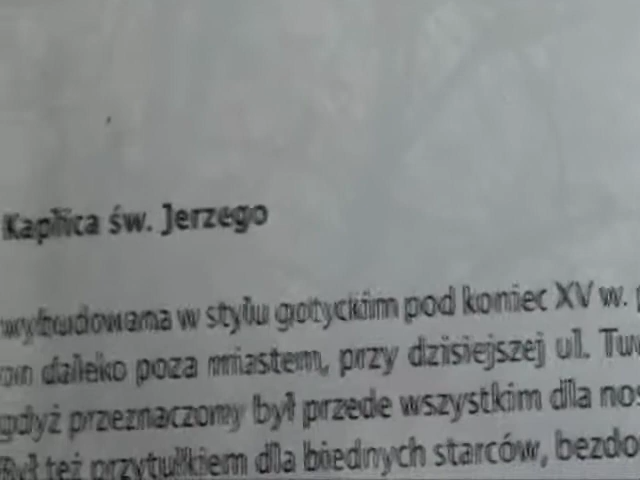 Kaplica św. Jerzego
wybudowana w stylu gotyckim pod koniec XV w.
daleko poza miastem, przy dzisiejszej ul.
gdyż przeznaczony był przede wszystkim dla
Był też przytułkiem dla biednych starców,